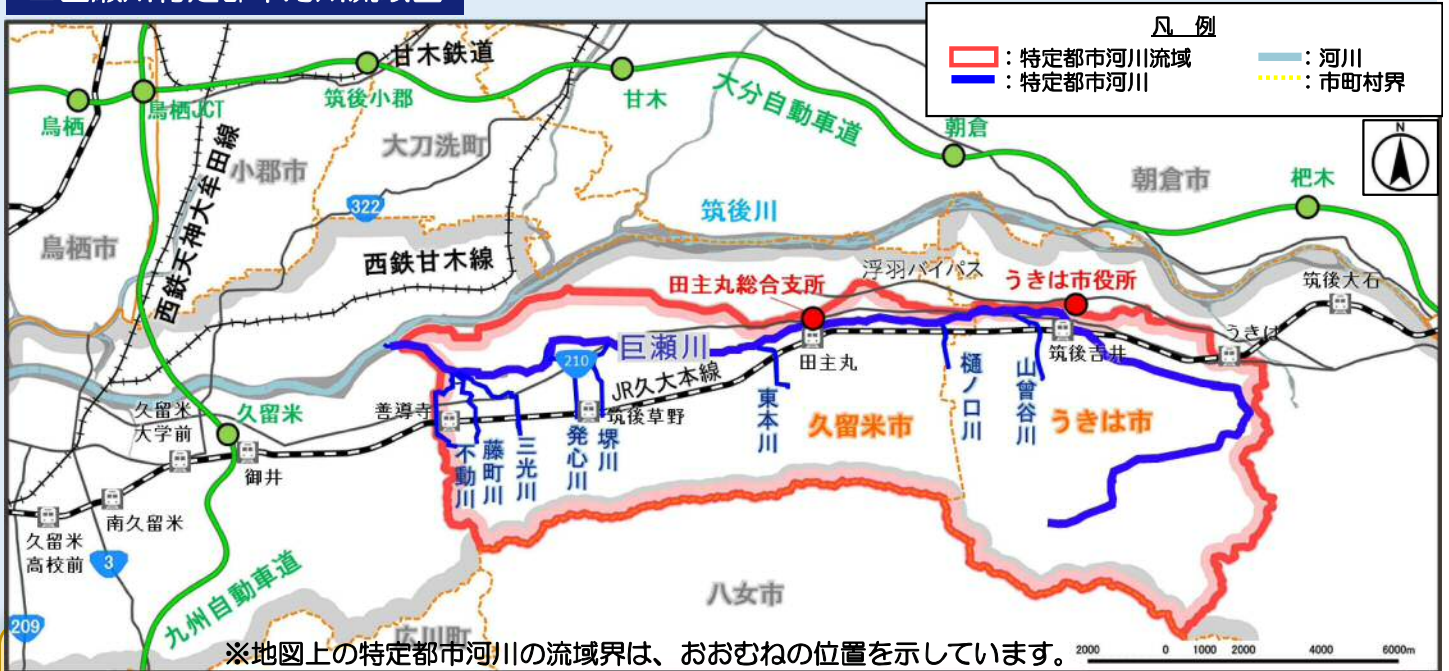 凡　例
：特定都市河川流域
：河川
：特定都市河川
：市町村界
N
甘木鉄道
鳥栖
鳥栖JCT
筑後小郡
甘木
大分自動車道
朝倉
杷木
小郡市
大刀洗町
朝倉市
鳥栖市
322
西鉄天神大牟田線
西鉄甘木線
筑後川
浮羽バイパス
田主丸総合支所
うきは市役所
筑後大石
うきは
筑後吉井
巨瀬川
210
JR久大本線
田主丸
善導寺
筑後草野
久留米
大学前
久留米
御井
南久留米
久留米
高校前
不動川
藤町川
三光川
発心川
堺川
東本川
樋ノ口川
山曾谷川
久留米市
うきは市
3
209
九州自動車道
八女市
広川町
※地図上の特定都市河川の流域界は、おおむねの位置を示しています。
2000 0 1000 2000 4000 6000m